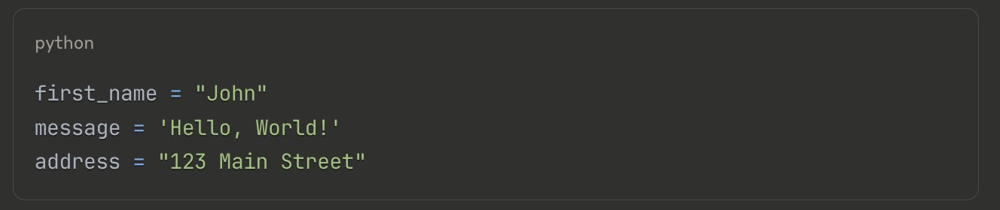 python
first_name = "John"
message = 'Hello, World!'
address = "123 Main Street"